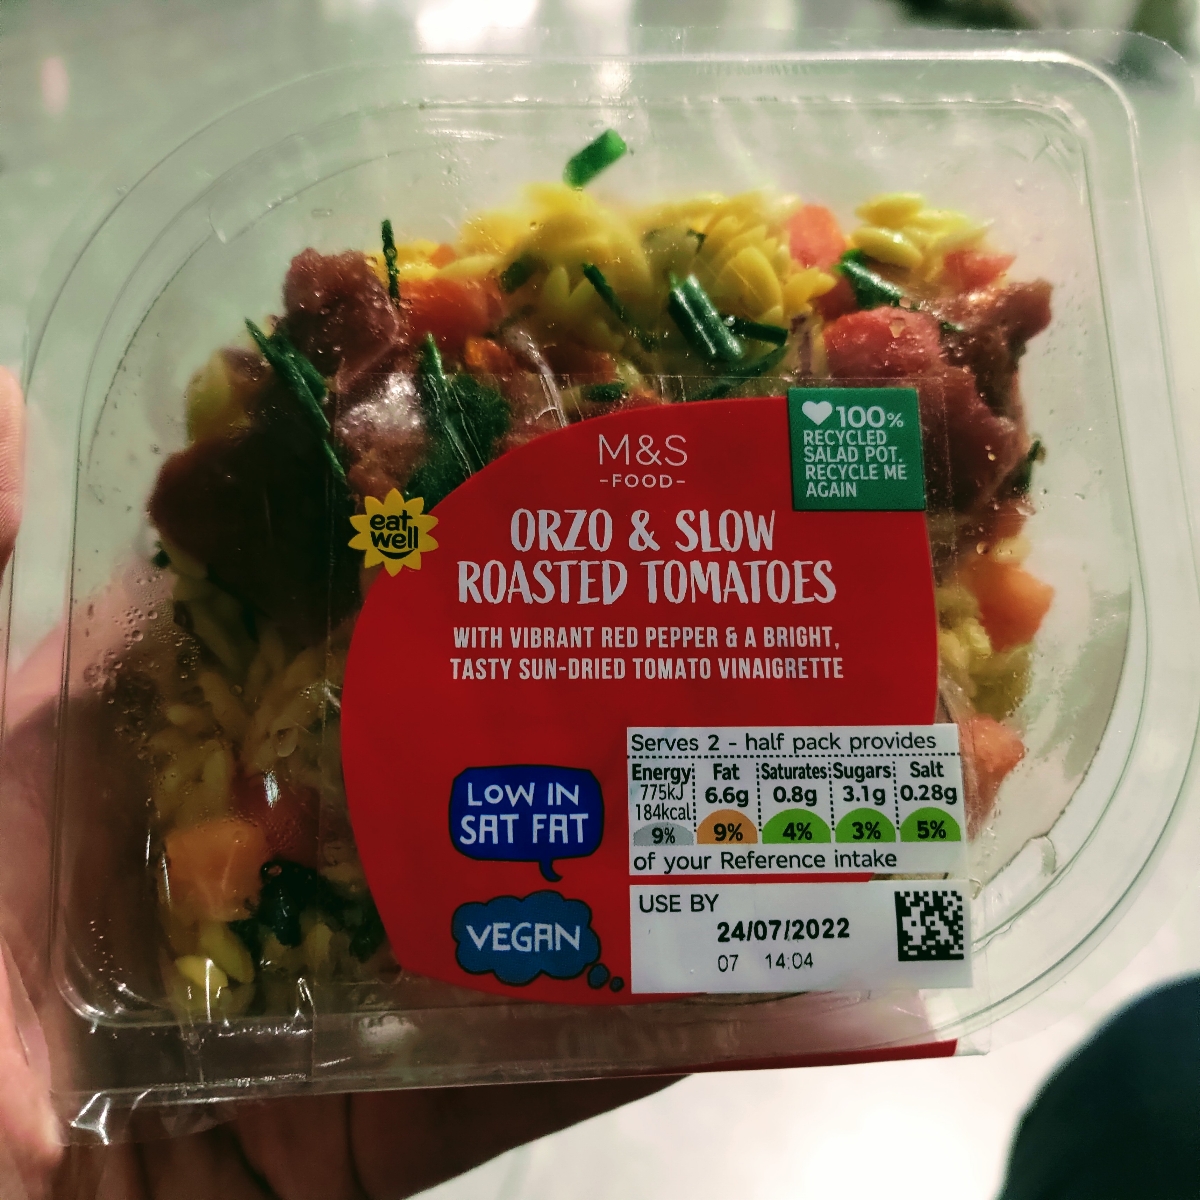 M&S
-FOOD-
100%
RECYCLED
SALAD POT.
RECYCLE ME
AGAIN
eat
well
ORZO & SLOW
ROASTED TOMATOES
WITH VIBRANT RED PEPPER & A BRIGHT,
TASTY SUN-DRIED TOMATO VINAIGRETTE
LOW IN
SAT FAT
VEGAN
Serves 2 - half pack provides
Energy Fat Saturates Sugars Salt
775kJ 6.6g 0.8g 3.1g 0.28g
184kcal
9% 9% 4% 3% 5%
of your Reference intake
USE BY
24/07/2022
07 14:04